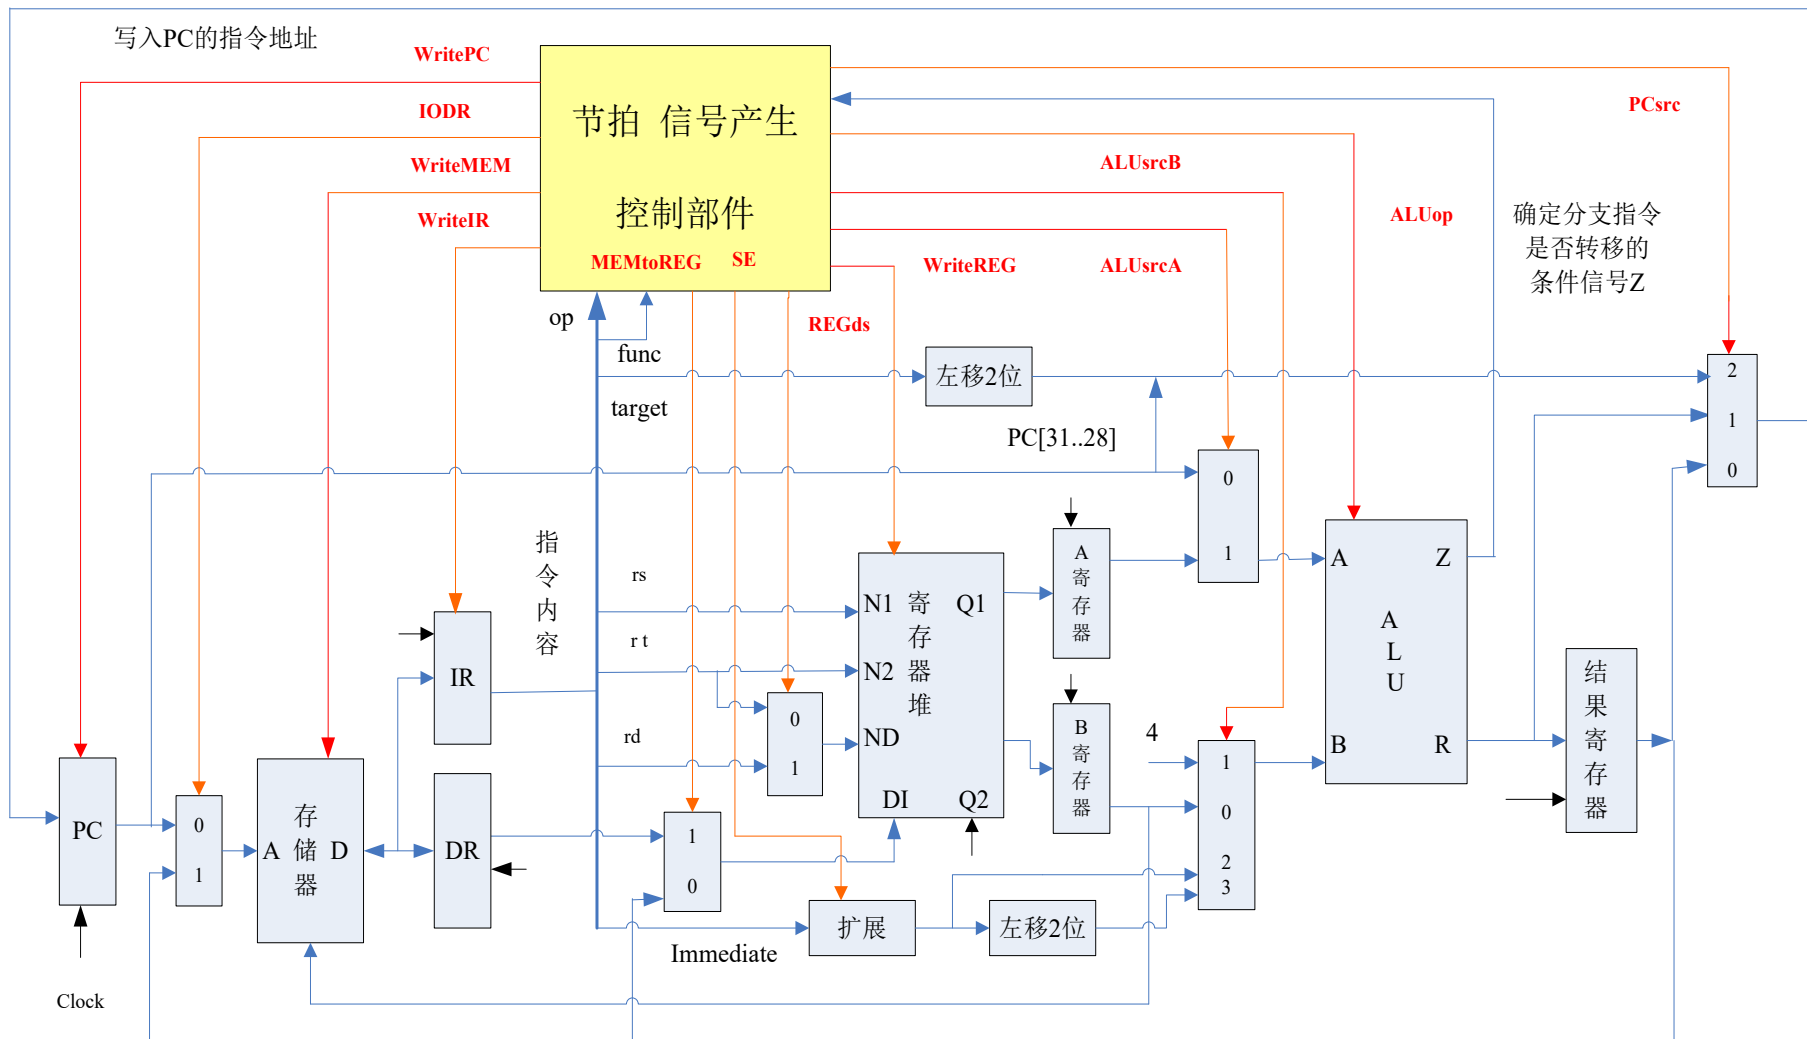 写入PC的指令地址
WritePC
IODR
WriteMEM
WriteIR
节拍 信号产生
控制部件
MEMtoREG
SE
PCsrc
ALUsrcB
ALUop
WriteREG
ALUsrcA
REGds
确定分支指令
是否转移的
条件信号Z
op
func
target
左移2位
PC[31..28]
2
1
0
0
1
指
令
内
容
rs
r t
rd
IR
N1
N2
ND
DI
Q1
Q2
寄
存
器
堆
A
寄
存
器
B
寄
存
器
0
1
4
1
0
2
3
A
B
Z
R
A
L
U
结
果
寄
存
器
PC
0
1
A
D
存
储
器
DR
1
0
扩展
左移2位
Immediate
Clock